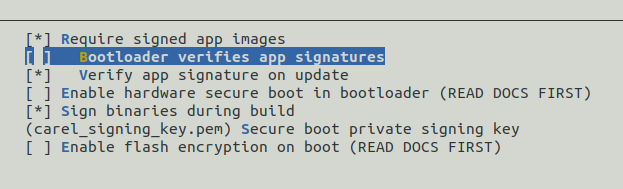 [*] Require signed app images
[ ]   Bootloader verifies app signatures
[*]   Verify app signature on update
[ ] Enable hardware secure boot in bootloader (READ DOCS FIRST)
[*] Sign binaries during build
(carel_signing_key.pem) Secure boot private signing key
[ ] Enable flash encryption on boot (READ DOCS FIRST)